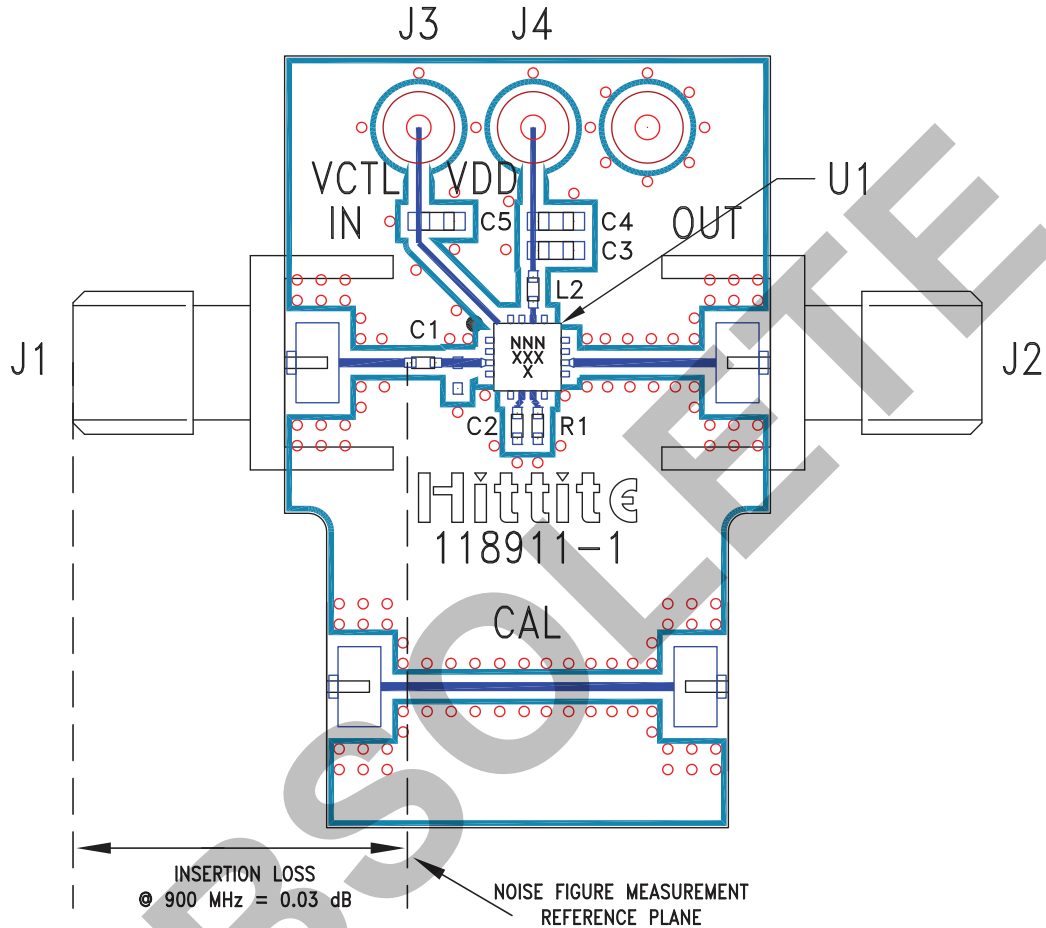 J3 J4
VCTL VDD U1
IN C5 C4 OUT
C3
L2
C1
J1 NNN J2
XXX
X
C2 R1
Hittite
118911-1
CAL
INSERTION LOSS
@ 900 MHz = 0.03 dB
NOISE FIGURE MEASUREMENT
REFERENCE PLANE
OBSOLETE